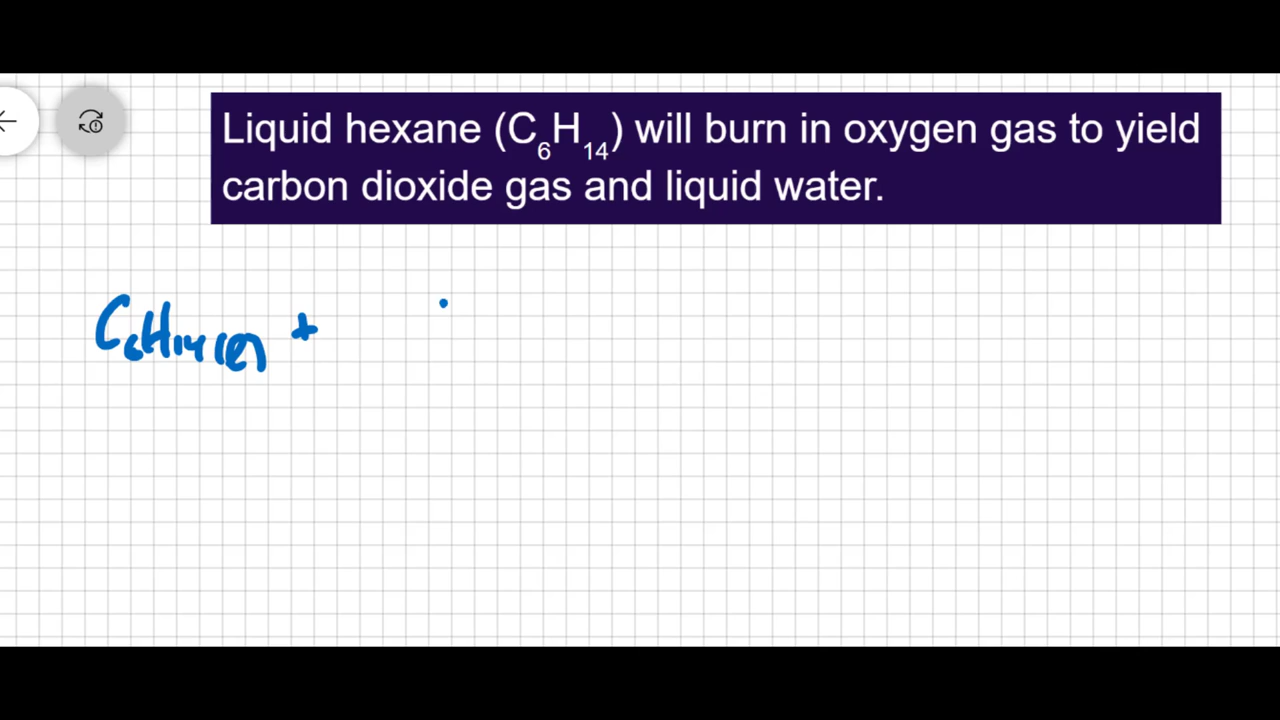 Liquid hexane (C₆H₁₄) will burn in oxygen gas to yield
carbon dioxide gas and liquid water.
C₆H₁₄(ℓ) +